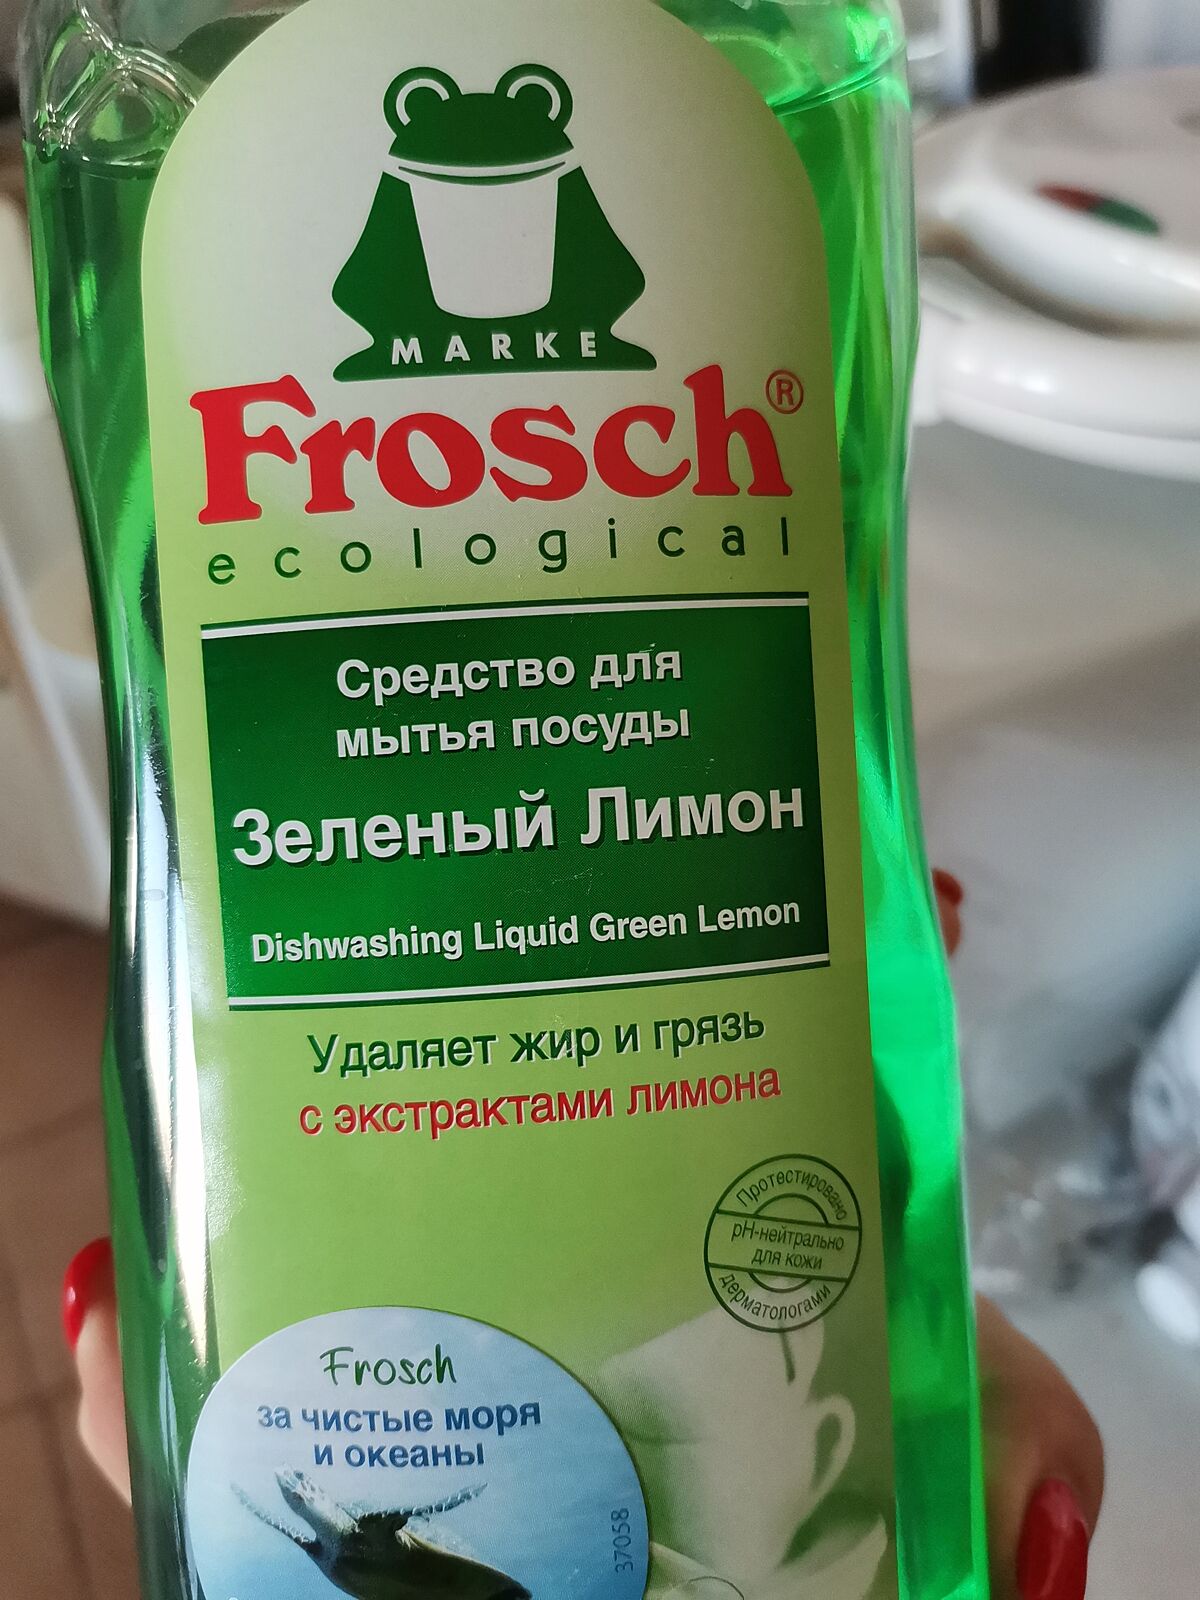 MARKE
Frosch®
ecological
Средство для
мытья посуды
Зеленый Лимон
Dishwashing Liquid Green Lemon
Удаляет жир и грязь
с экстрактами лимона
Протестировано
pH-нейтрально
для кожи
дерматологами
Frosch
за чистые моря
и океаны
37058